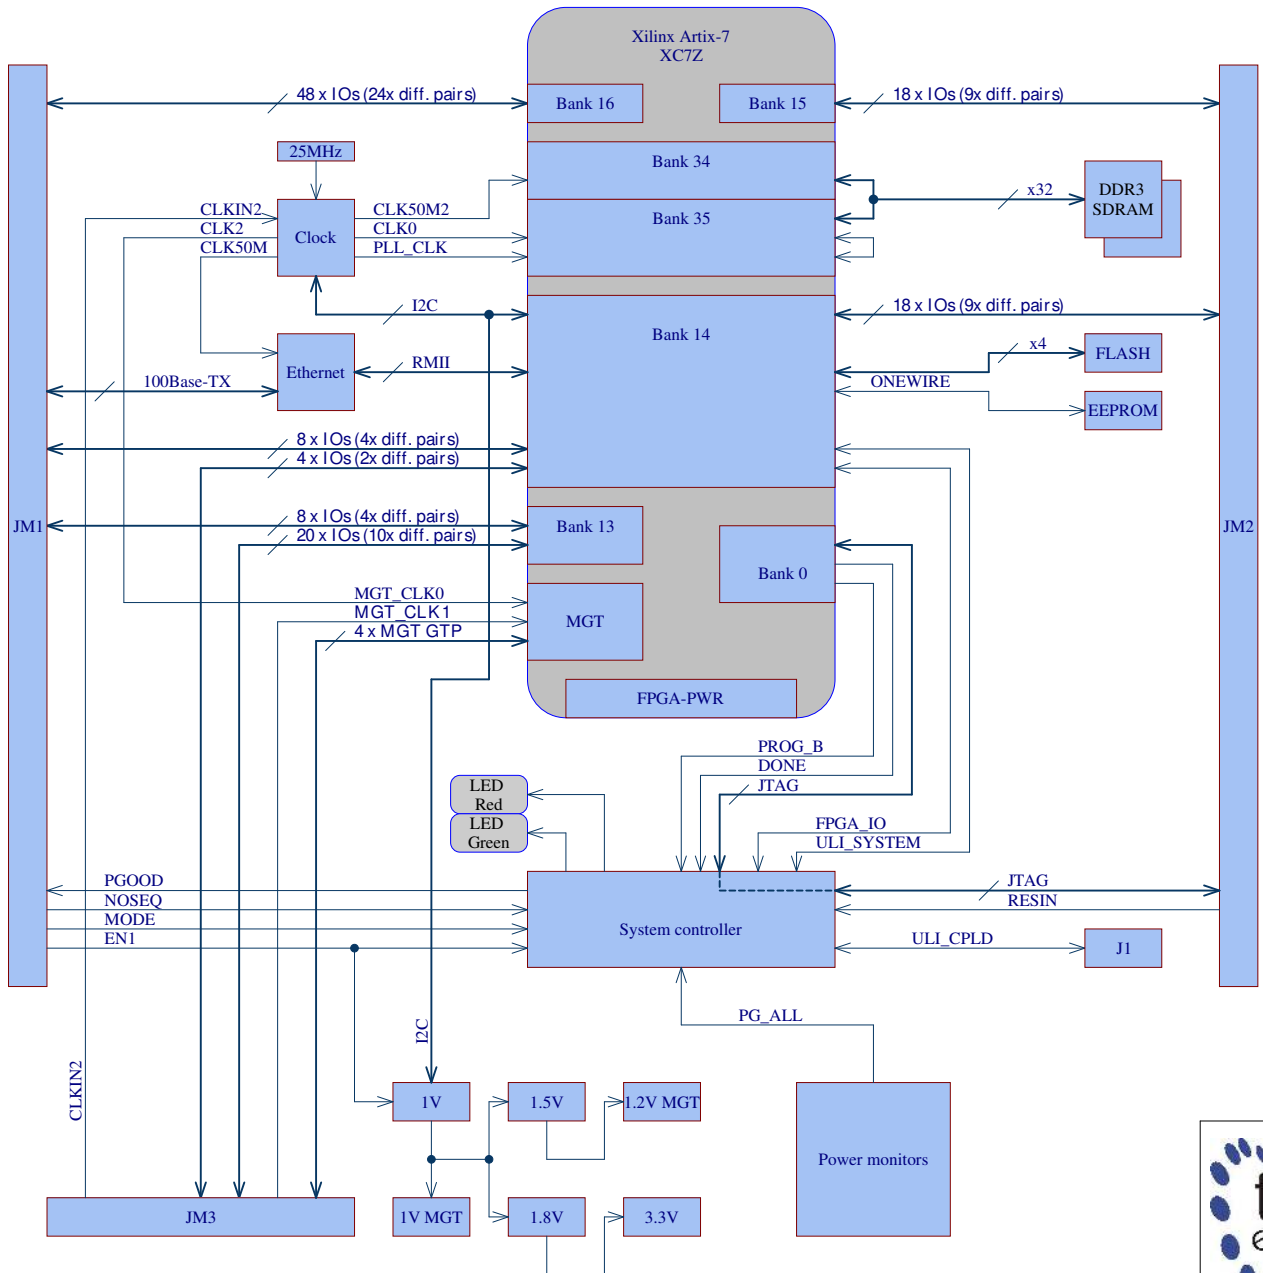 Xilinx Artix-7
XC7Z
48 x IOs (24x diff. pairs)
Bank 16
Bank 15
18 x IOs (9x diff. pairs)
25MHz
Bank 34
x32
DDR3
SDRAM
CLKIN2
CLK2
CLK50M
Clock
CLK50M2
CLK0
PLL_CLK
Bank 35
I2C
Bank 14
18 x IOs (9x diff. pairs)
x4
FLASH
Ethernet
RMII
100Base-TX
ONEWIRE
EEPROM
8 x IOs (4x diff. pairs)
4 x IOs (2x diff. pairs)
JM1
8 x IOs (4x diff. pairs)
20 x IOs (10x diff. pairs)
Bank 13
JM2
Bank 0
MGT_CLK0
MGT_CLK1
4 x MGT GTP
MGT
FPGA-PWR
PROG_B
DONE
JTAG
LED
Red
LED
Green
FPGA_IO
ULI_SYSTEM
PGOOD
NOSEQ
MODE
EN1
System controller
JTAG
RESIN
ULI_CPLD
J1
PG_ALL
I2C
CLKIN2
1V
1.5V
1.2V MGT
Power monitors
JM3
1V MGT
1.8V
3.3V